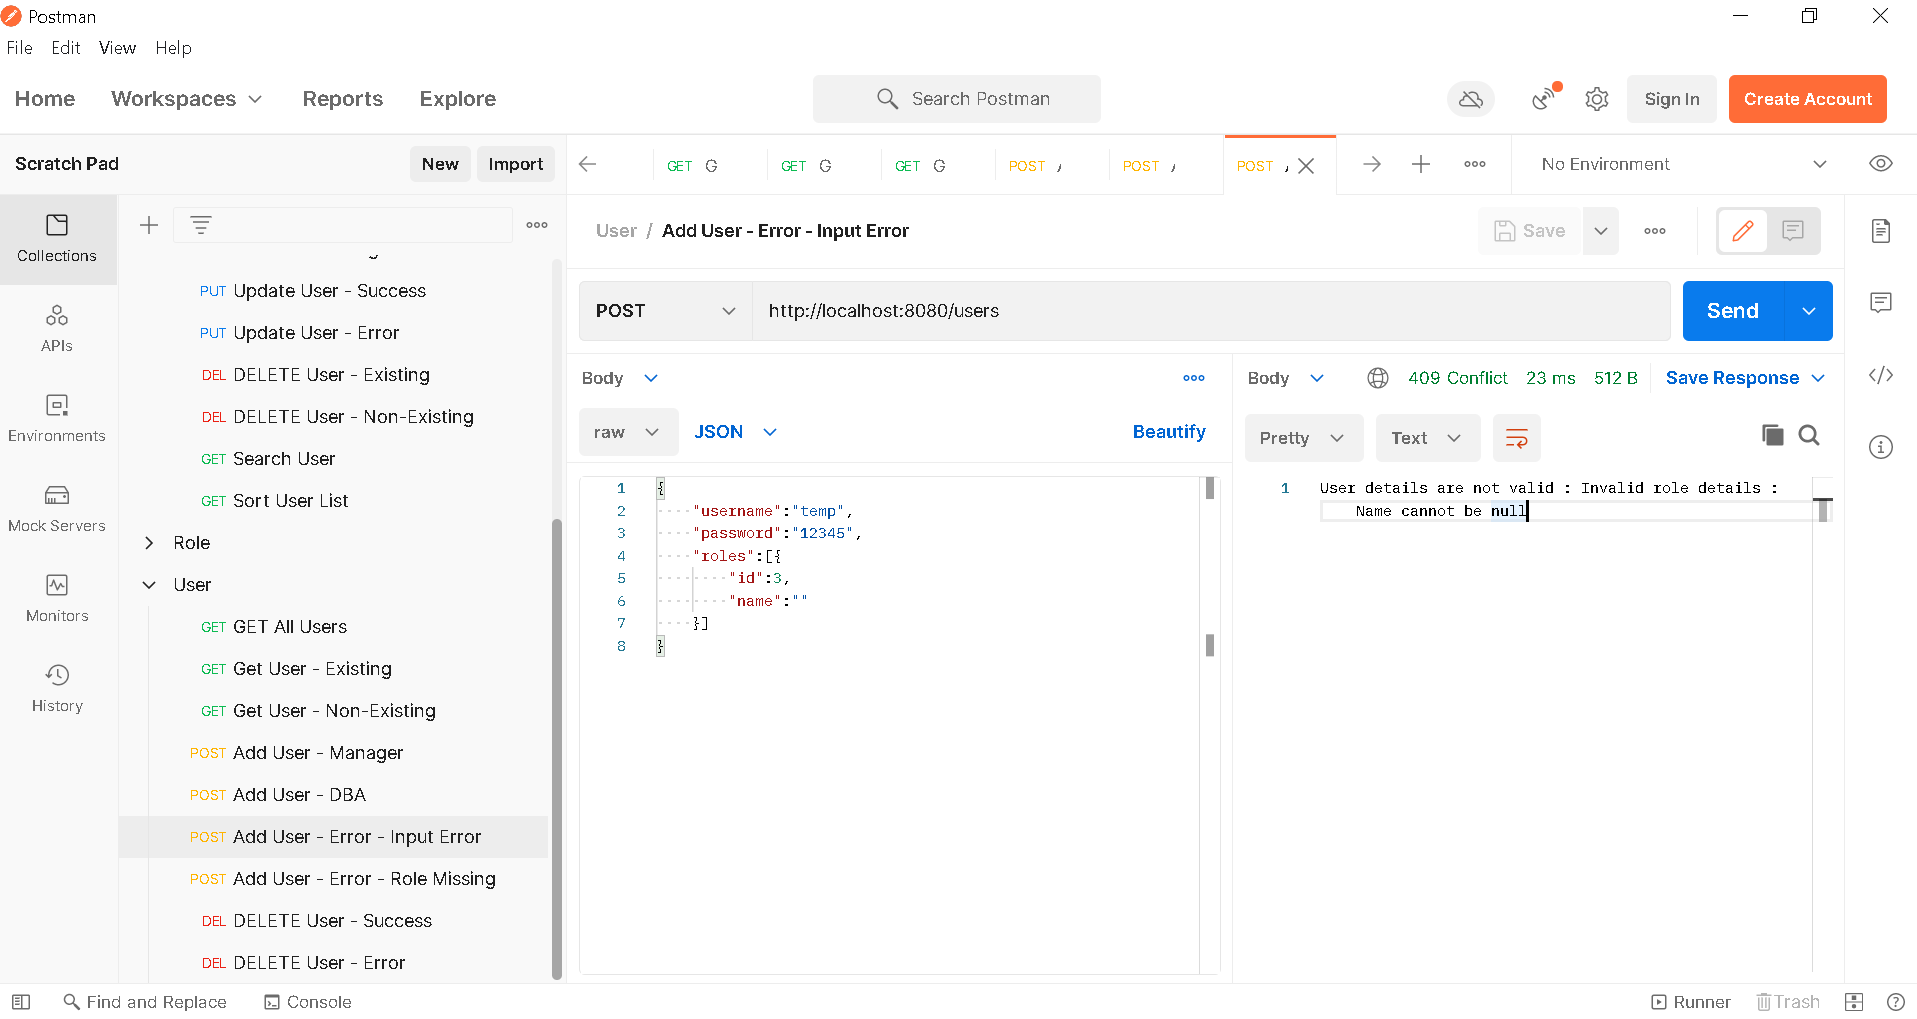 Postman
File Edit View Help
Home Workspaces Reports Explore
Search Postman
Sign In
Create Account
Scratch Pad
New
Import
GET G
GET G
GET G
POST
POST
POST
No Environment
Collections
APIs
Environments
Mock Servers
Monitors
History
PUT Update User - Success
PUT Update User - Error
DEL DELETE User - Existing
DEL DELETE User - Non-Existing
GET Search User
GET Sort User List
Role
User
GET GET All Users
GET Get User - Existing
GET Get User - Non-Existing
POST Add User - Manager
POST Add User - DBA
POST Add User - Error - Input Error
POST Add User - Error - Role Missing
DEL DELETE User - Success
DEL DELETE User - Error
User / Add User - Error - Input Error
Save
POST
http://localhost:8080/users
Send
Body
raw
JSON
Beautify
1 {
2 "username":"temp",
3 "password":"12345",
4 "roles":[{
5 "id":3,
6 "name":""
7 }]
8 }
Body
409 Conflict 23 ms 512 B
Save Response
Pretty
Text
1 User details are not valid : Invalid role details :
Name cannot be null
Find and Replace
Console
Runner
Trash